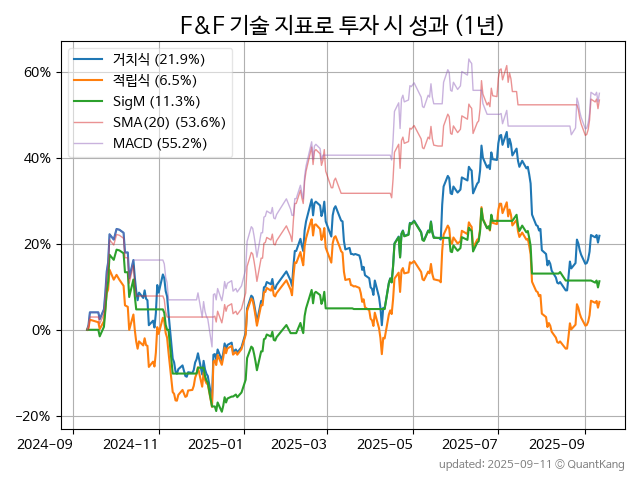 F&F 기술 지표로 투자 시 성과 (1년)
거치식 (21.9%)
적립식 (6.5%)
SigM (11.3%)
SMA(20) (53.6%)
MACD (55.2%)
60%
40%
20%
0%
−20%
2024-09
2024-11
2025-01
2025-03
2025-05
2025-07
2025-09
updated: 2025-09-11 © QuantKang